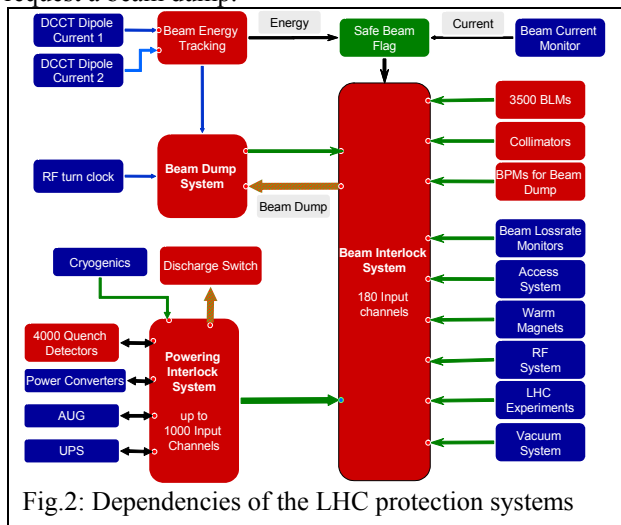 request a beam dump.
DCCT Dipole
Current 1
Beam Energy
Tracking
Energy
Safe Beam
Flag
Current
Beam Current
Monitor
DCCT Dipole
Current 2
3500 BLMs
Collimators
BPMs for Beam
Dump
RF turn clock
Beam Dump
System
Beam Dump
Beam Interlock
System
180 Input
channels
Beam Lossrate
Monitors
Access
System
Warm
Magnets
RF
System
LHC
Experiments
Vacuum
System
Cryogenics
Discharge Switch
4000 Quench
Detectors
Power Converters
AUG
UPS
Powering
Interlock
System
up to
1000 Input
Channels
Fig.2: Dependencies of the LHC protection systems